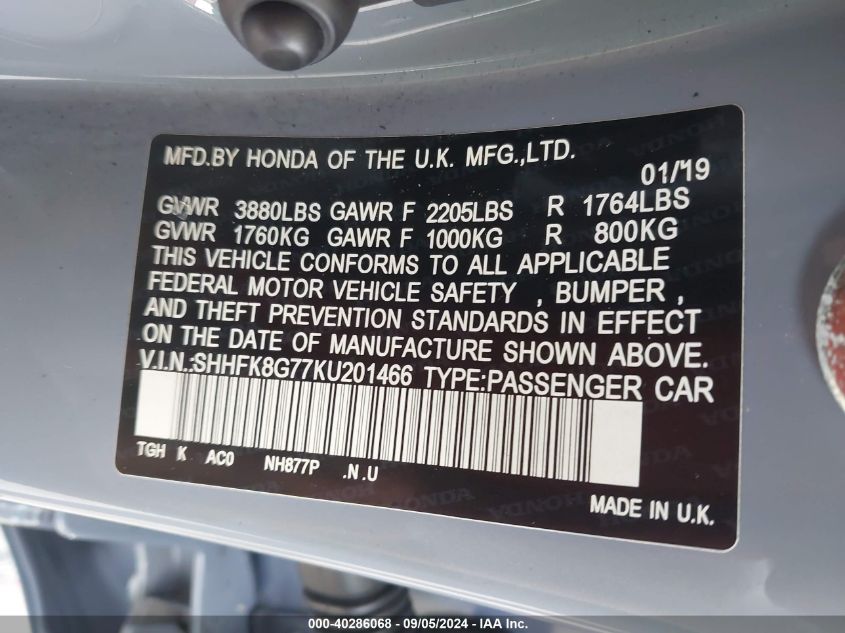 MFD.BY HONDA OF THE U.K. MFG.,LTD.
01/'19
GVWR 3880LBS GAWR F 2205LBS R 1764LBS
GVWR 1760KG GAWR F 1000KG R 800KG
THIS VEHICLE CONFORMS TO ALL APPLICABLE
FEDERAL MOTOR VEHICLE SAFETY , BUMPER ,
AND THEFT PREVENTION STANDARDS IN EFFECT
ON THE DATE OF MANUFACTURE SHOWN ABOVE.
V.I.N.:SHHFK8G77KU201466 TYPE:PASSENGER CAR
TGH K AC0 NH877P .N.U
MADE IN U.K.
000-40286068 - 09/05/2024 - IAA Inc.